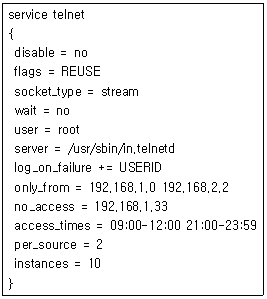 service telnet
{
disable = no
flags = REUSE
socket_type = stream
wait = no
user = root
server = /usr/sbin/in.telnetd
log_on_failure += USERID
only_from = 192.168.1.0 192.168.2.2
no_access = 192.168.1.33
access_times = 09:00-12:00 21:00-23:59
per_source = 2
instances = 10
}